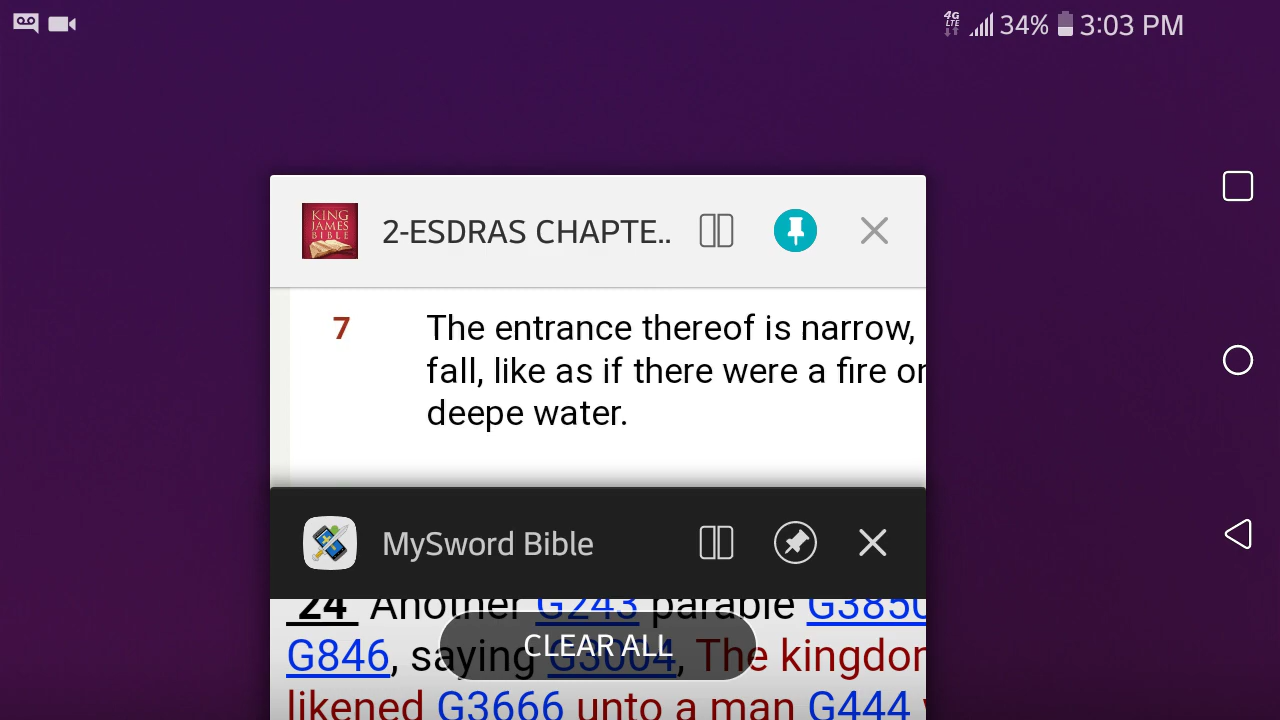 4G LTE 34% 3:03 PM
KING JAMES BIBLE
2-ESDRAS CHAPTE..
7 The entrance thereof is narrow,
fall, like as if there were a fire or
deepe water.
MySword Bible
24 Another G243 parable G3850
G846, saying G3004, The kingdom
CLEAR ALL
likened G3666 unto a man G444